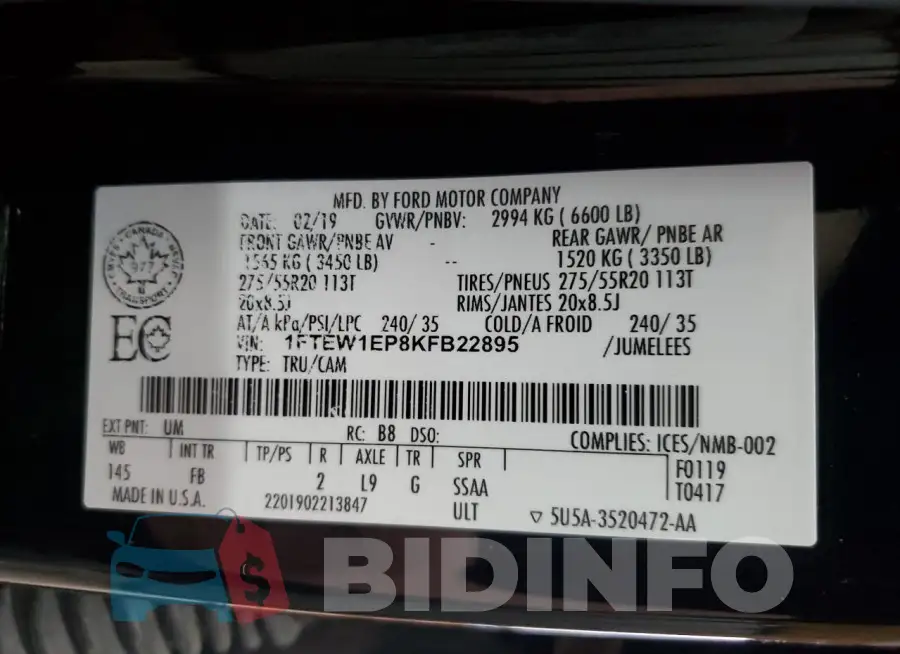 MFD. BY FORD MOTOR COMPANY
DATE: 02/19 GVWR/PNBV: 2994 KG ( 6600 LB)
FRONT GAWR/PNBE AV - REAR GAWR/ PNBE AR
1565 KG ( 3450 LB) -- 1520 KG ( 3350 LB)
275/55R20 113T TIRES/PNEUS 275/55R20 113T
20x8.5J RIMS/JANTES 20x8.5J
AT/A kPa/PSI/LPC 240/ 35 COLD/A FROID 240/ 35
VIN: 1FTEW1EP8KFB22895 /JUMELEES
TYPE: TRU/CAM
CANADA
TRANSPORT
EC
EXT PNT: UM RC: B8 DSO: COMPLIES: ICES/NMB-002
WB INT TR TP/PS R AXLE TR SPR F0119
145 FB 2 L9 G SSAA T0417
MADE IN U.S.A. 2201902213847 ULT ▽ 5U5A-3520472-AA
$ BIDINFO